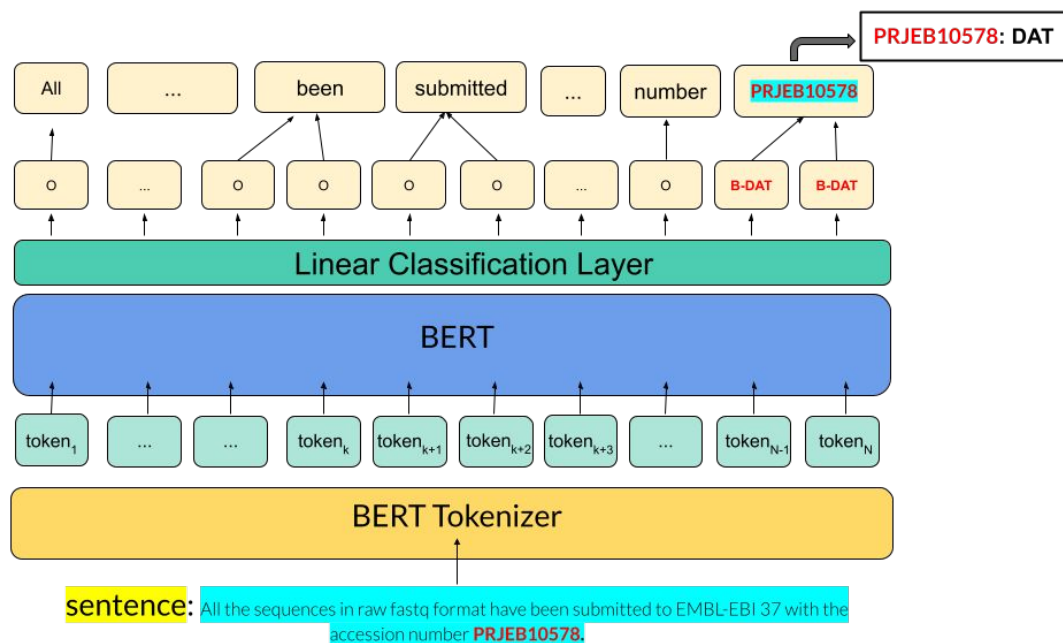 PRJEB10578: DAT
All ... been submitted ... number PRJEB10578
O ... O O O O ... O B-DAT B-DAT
Linear Classification Layer
BERT
token1 ... ... tokenk tokenk+1 tokenk+2 tokenk+3 ... tokenN-1 tokenN
BERT Tokenizer
sentence: All the sequences in raw fastq format have been submitted to EMBL-EBI 37 with the
accession number PRJEB10578.